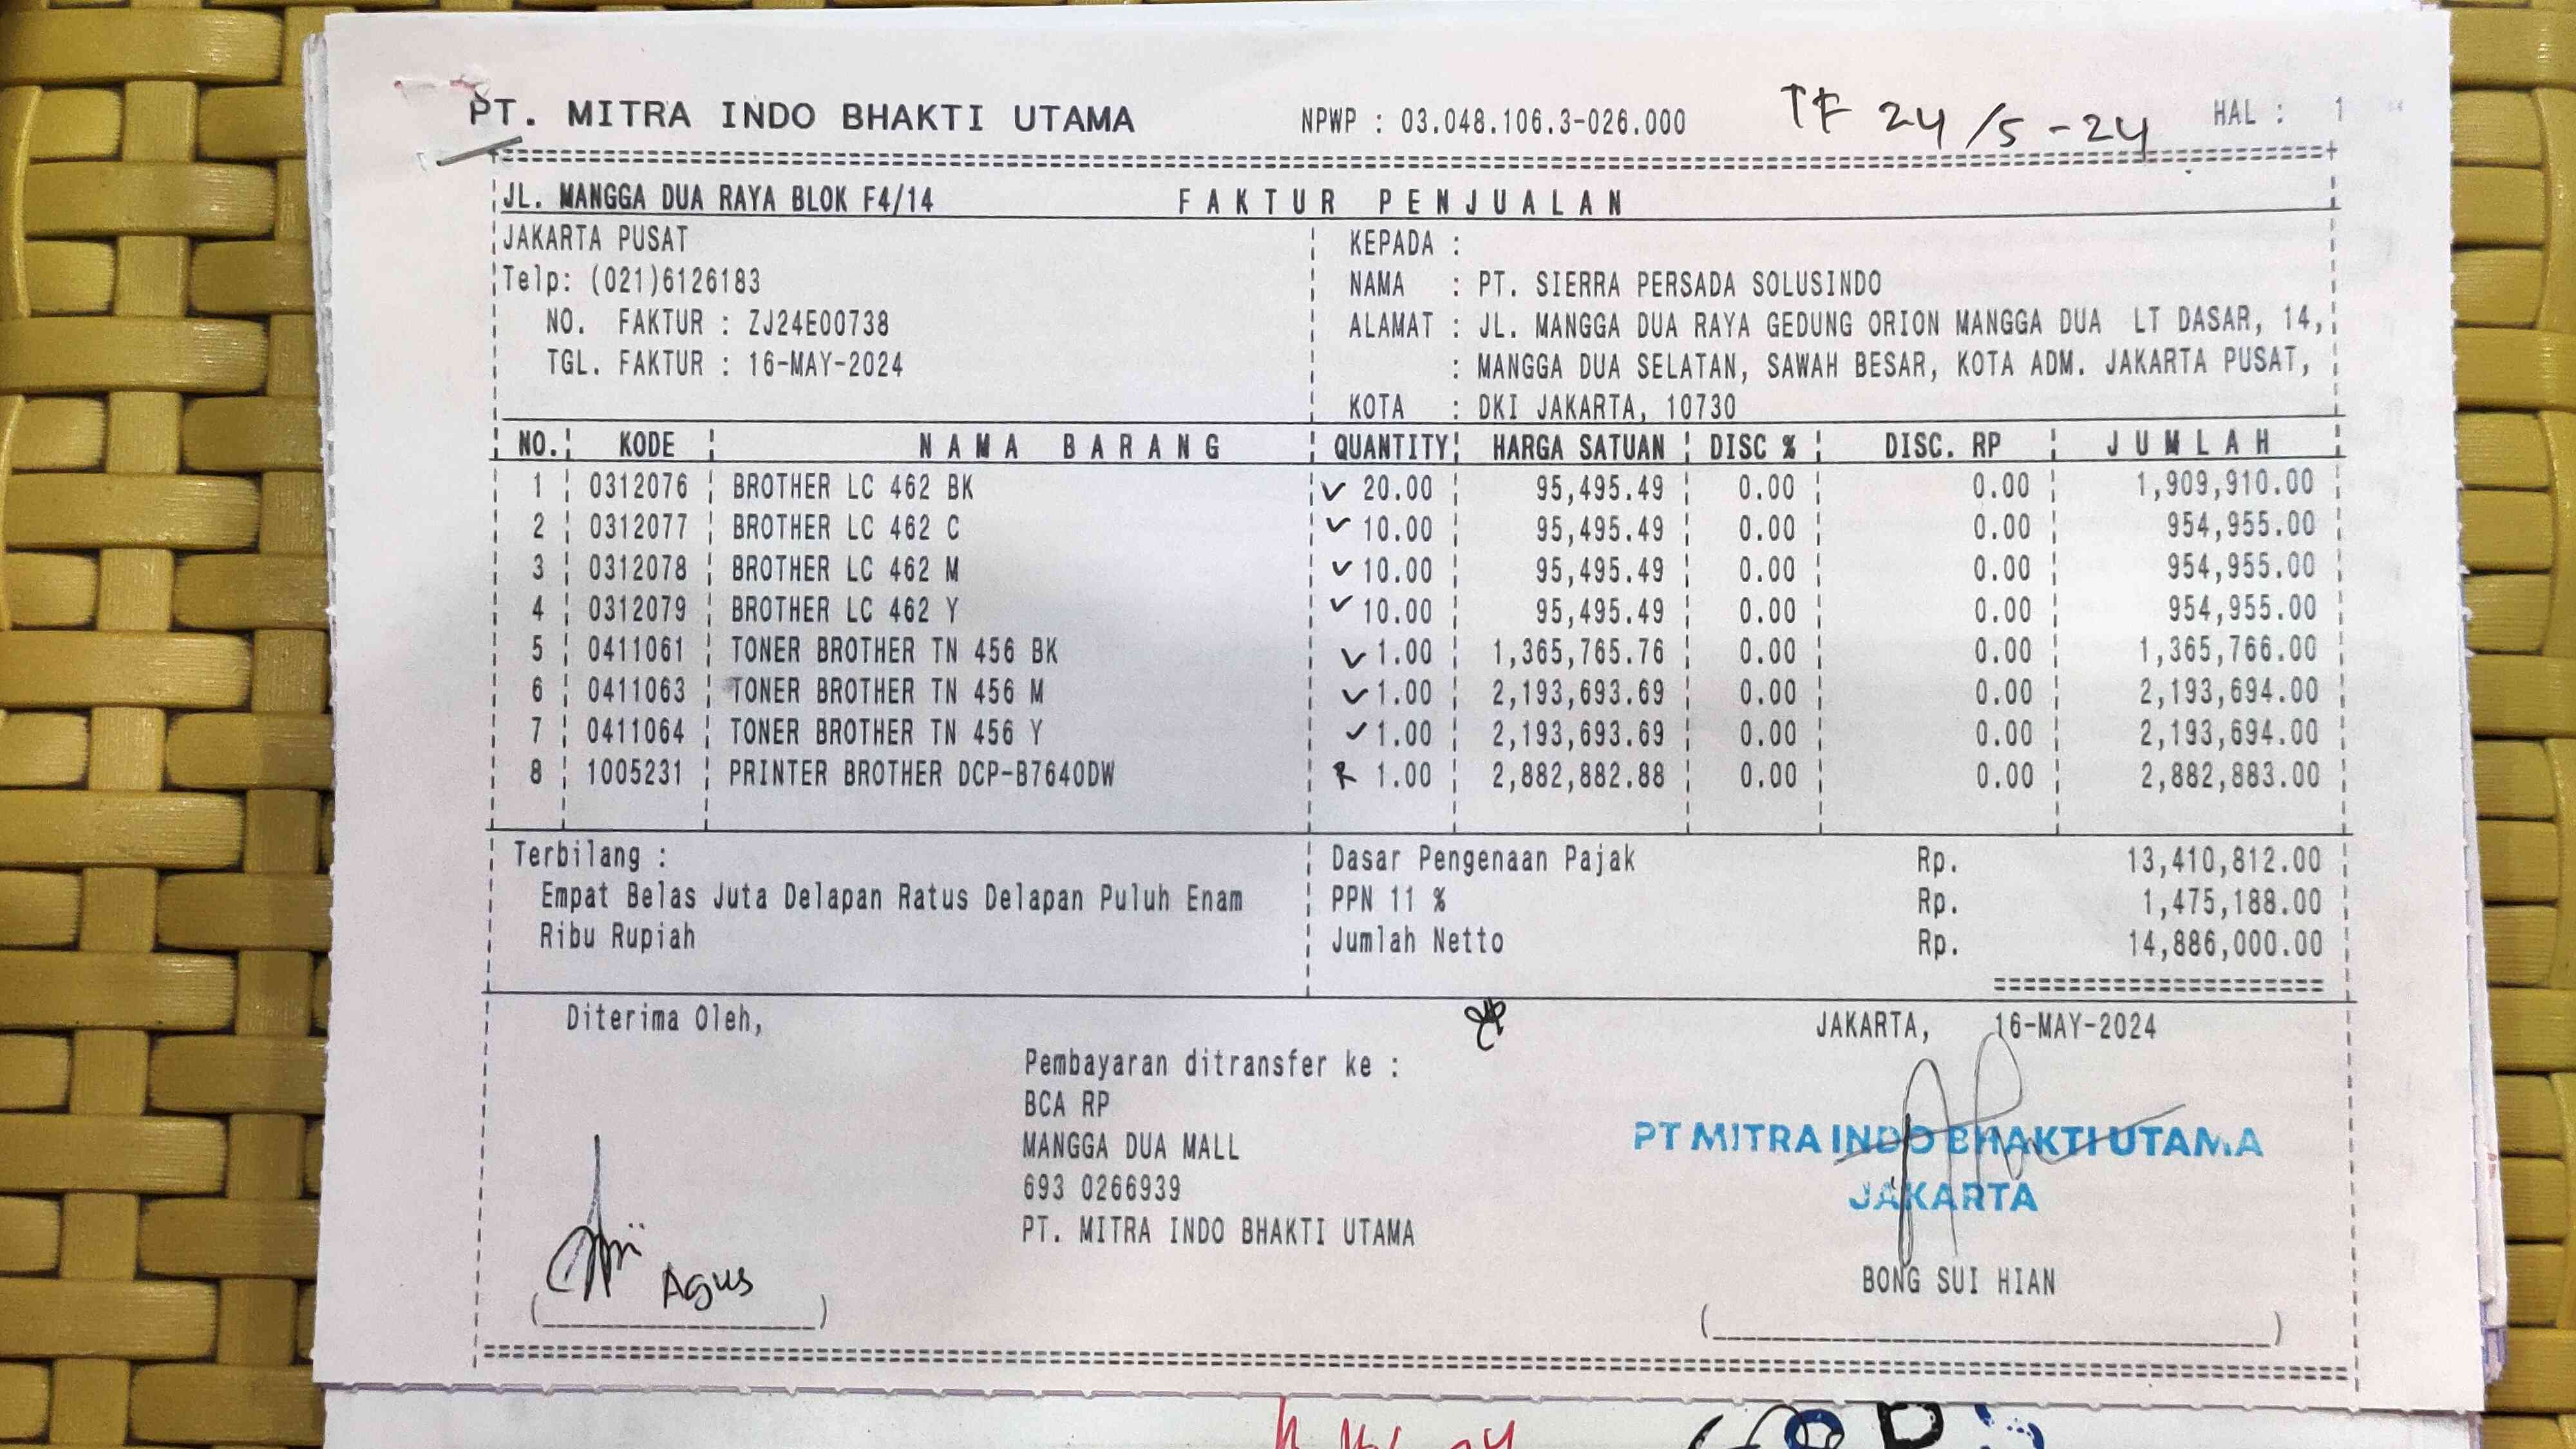 PT. MITRA INDO BHAKTI UTAMA NPWP : 03.048.106.3-026.000 TF 24/5-24 HAL : 1
JL. MANGGA DUA RAYA BLOK F4/14 FAKTUR PENJUALAN
JAKARTA PUSAT
Telp: (021)6126183
NO. FAKTUR : ZJ24E00738
TGL. FAKTUR : 16-MAY-2024
KEPADA :
NAMA : PT. SIERRA PERSADA SOLUSINDO
ALAMAT : JL. MANGGA DUA RAYA GEDUNG ORION MANGGA DUA LT DASAR, 14,
: MANGGA DUA SELATAN, SAWAH BESAR, KOTA ADM. JAKARTA PUSAT,
KOTA : DKI JAKARTA, 10730
NO. KODE NAMA BARANG QUANTITY HARGA SATUAN DISC % DISC. RP JUMLAH
1 0312076 BROTHER LC 462 BK ✓ 20.00 95,495.49 0.00 0.00 1,909,910.00
2 0312077 BROTHER LC 462 C ✓ 10.00 95,495.49 0.00 0.00 954,955.00
3 0312078 BROTHER LC 462 M ✓ 10.00 95,495.49 0.00 0.00 954,955.00
4 0312079 BROTHER LC 462 Y ✓ 10.00 95,495.49 0.00 0.00 954,955.00
5 0411061 TONER BROTHER TN 456 BK ✓ 1.00 1,365,765.76 0.00 0.00 1,365,766.00
6 0411063 TONER BROTHER TN 456 M ✓ 1.00 2,193,693.69 0.00 0.00 2,193,694.00
7 0411064 TONER BROTHER TN 456 Y ✓ 1.00 2,193,693.69 0.00 0.00 2,193,694.00
8 1005231 PRINTER BROTHER DCP-B7640DW 1.00 2,882,882.88 0.00 0.00 2,882,883.00
Terbilang :
Empat Belas Juta Delapan Ratus Delapan Puluh Enam
Ribu Rupiah
Dasar Pengenaan Pajak Rp. 13,410,812.00
PPN 11 % Rp. 1,475,188.00
Jumlah Netto Rp. 14,886,000.00
Diterima Oleh,
Agus
Pembayaran ditransfer ke :
BCA RP
MANGGA DUA MALL
693 0266939
PT. MITRA INDO BHAKTI UTAMA
JAKARTA, 16-MAY-2024
PT MITRA INDO BHAKTI UTAMA
JAKARTA
BONG SUI HIAN